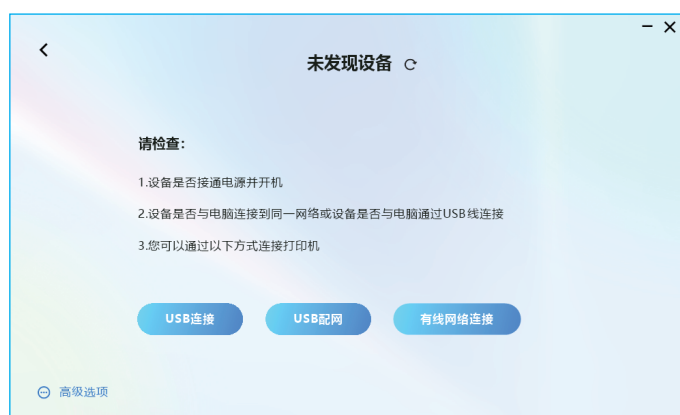 未发现设备
请检查：
1.设备是否接通电源并开机
2.设备是否与电脑连接到同一网络或设备是否与电脑通过USB线连接
3.您可以通过以下方式连接打印机
USB连接 USB配网 有线网络连接
高级选项